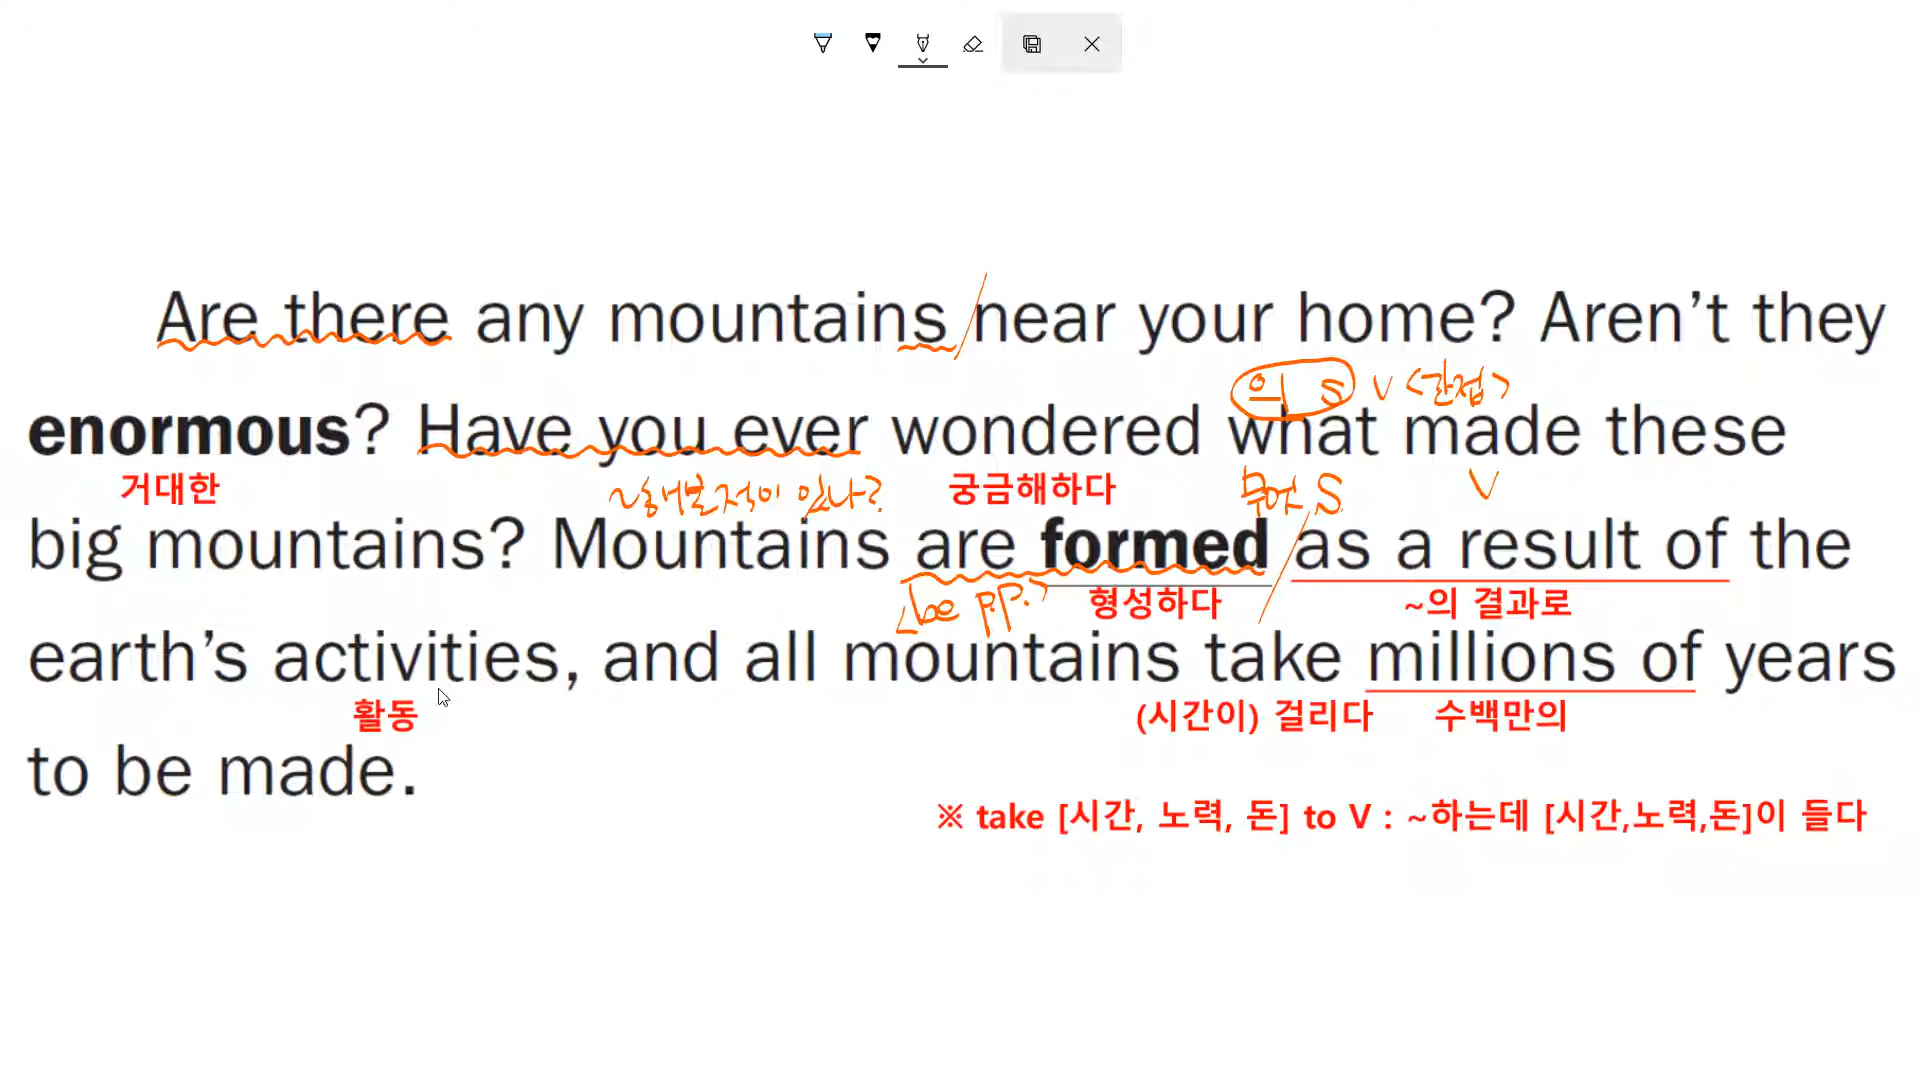 Are there any mountains near your home? Aren’t they
의 S V <간접>
enormous? Have you ever wondered what made these
거대한 ~해본적이 있나? 궁금해하다 무엇 S V
big mountains? Mountains are formed as a result of the
<be p.p.> 형성하다 ~의 결과로
earth’s activities, and all mountains take millions of years
활동 (시간이) 걸리다 수백만의
to be made.
※ take [시간, 노력, 돈] to V : ~하는데 [시간,노력,돈]이 들다